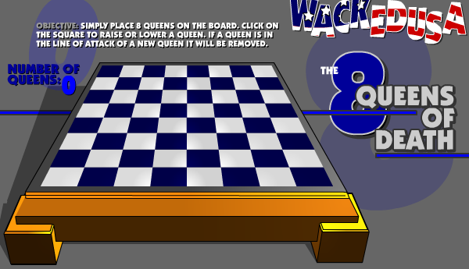 WACKEDUSA
OBJECTIVE: SIMPLY PLACE 8 QUEENS ON THE BOARD. CLICK ON
THE SQUARE TO RAISE OR LOWER A QUEEN. IF A QUEEN IS IN
THE LINE OF ATTACK OF A NEW QUEEN IT WILL BE REMOVED.
NUMBER OF
QUEENS: 0
THE 8
QUEENS
OF
DEATH